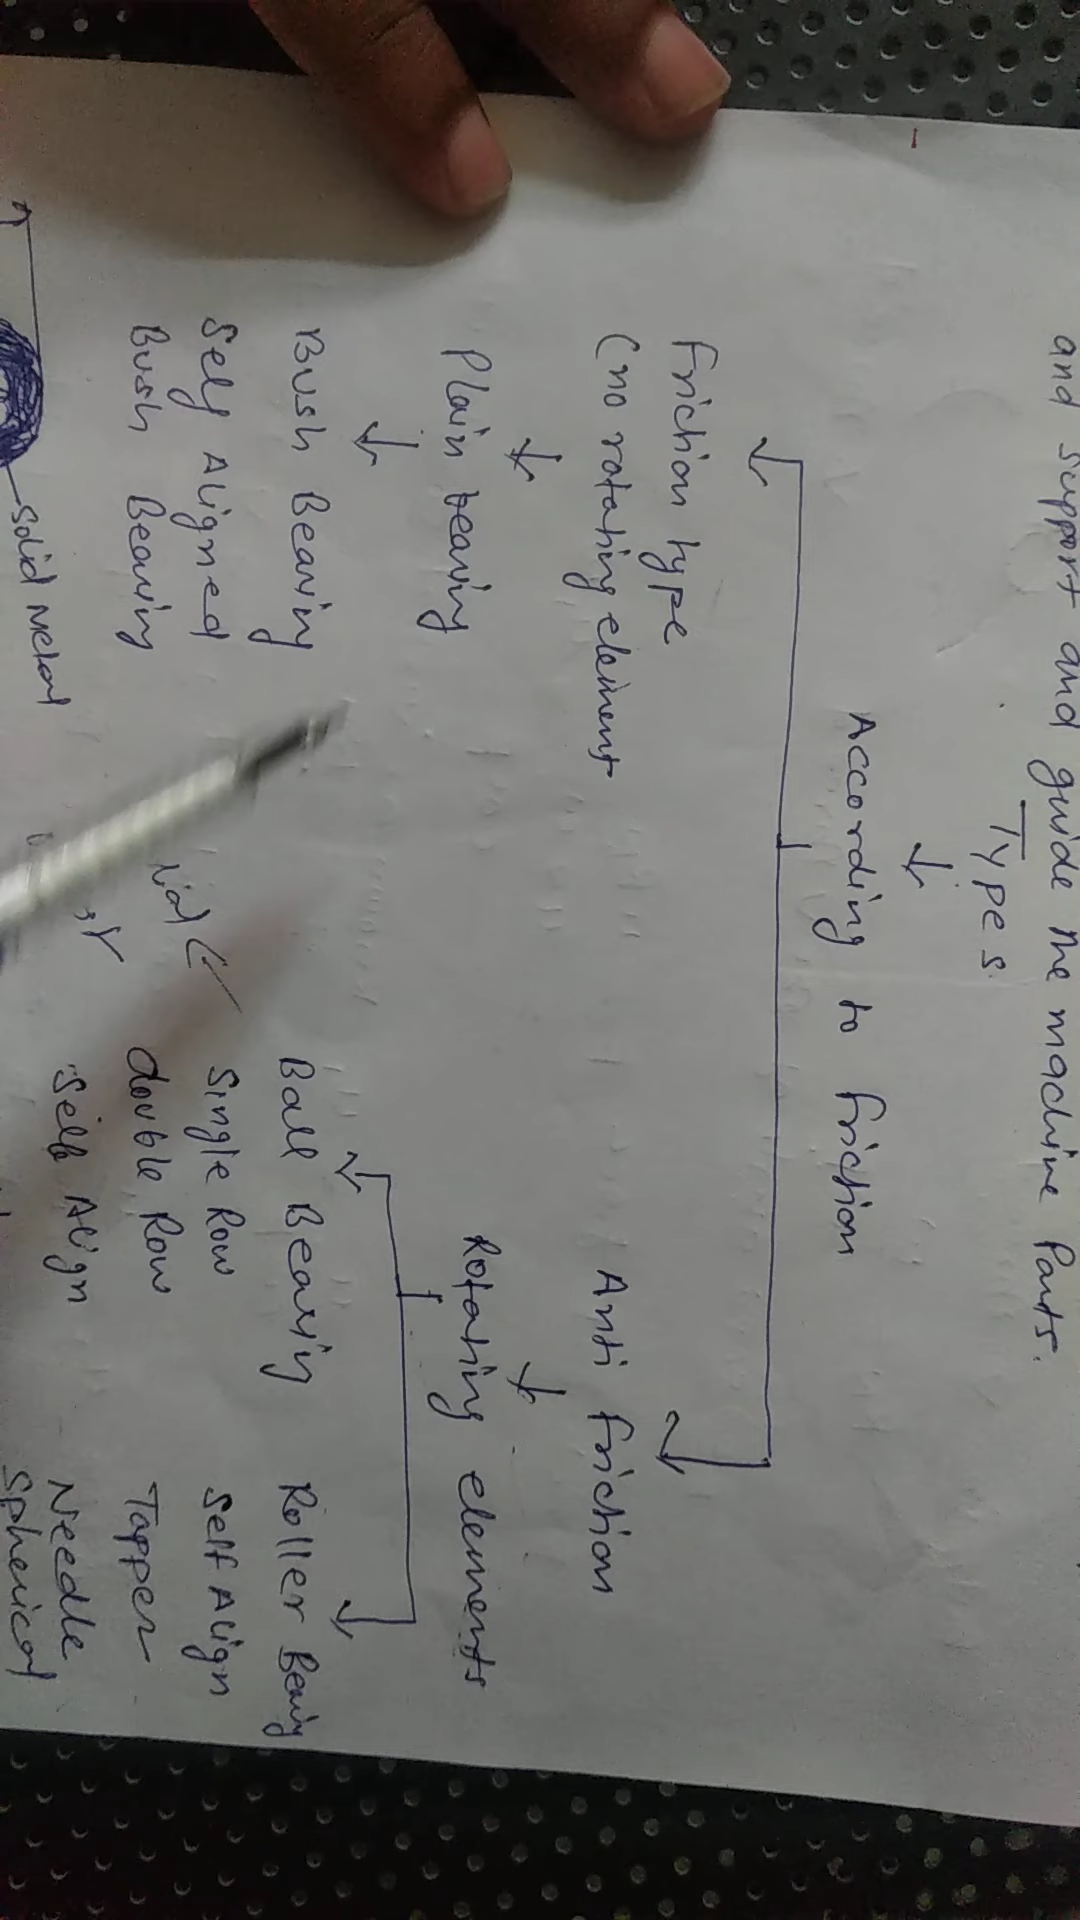 and support and guide the machine Parts.
Types
According to friction
friction type
(no rotating element
Anti friction
Plain bearing
Rotating elements
Bush Bearing
Ball Bearing
Roller Bearing
Self Aligned
Single Row
Self Align
Bush Bearing
double Row
Tapper
Self Align
Needle
Solid Metal
Spherical